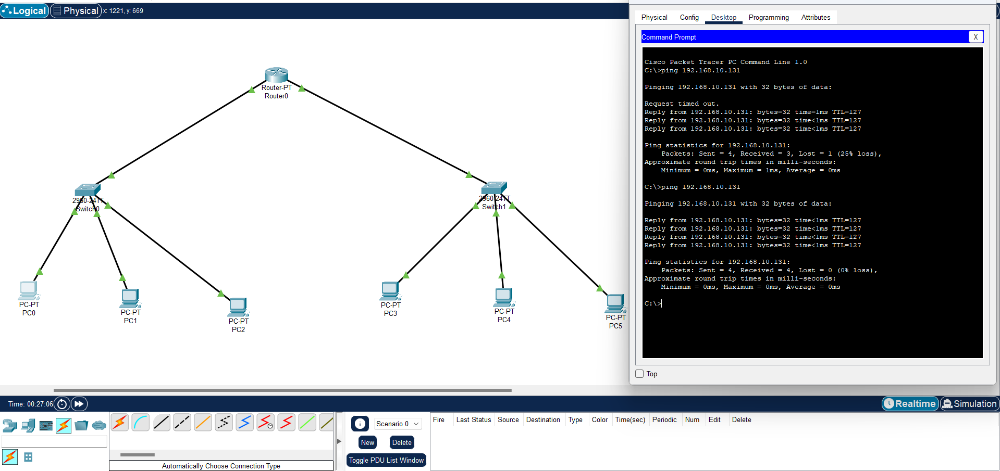 Logical
Physical
x: 1221, y: 669
Router-PT
Router0
2960-24TT
Switch0
2960-24TT
Switch1
PC-PT
PC0
PC-PT
PC1
PC-PT
PC2
PC-PT
PC3
PC-PT
PC4
PC-PT
PC5
Physical Config Desktop Programming Attributes
Command Prompt
X
Cisco Packet Tracer PC Command Line 1.0
C:\>ping 192.168.10.131
Pinging 192.168.10.131 with 32 bytes of data:
Request timed out.
Reply from 192.168.10.131: bytes=32 time=1ms TTL=127
Reply from 192.168.10.131: bytes=32 time<1ms TTL=127
Reply from 192.168.10.131: bytes=32 time<1ms TTL=127
Ping statistics for 192.168.10.131:
Packets: Sent = 4, Received = 3, Lost = 1 (25% loss),
Approximate round trip times in milli-seconds:
Minimum = 0ms, Maximum = 1ms, Average = 0ms
C:\>ping 192.168.10.131
Pinging 192.168.10.131 with 32 bytes of data:
Reply from 192.168.10.131: bytes=32 time<1ms TTL=127
Reply from 192.168.10.131: bytes=32 time<1ms TTL=127
Reply from 192.168.10.131: bytes=32 time<1ms TTL=127
Reply from 192.168.10.131: bytes=32 time<1ms TTL=127
Ping statistics for 192.168.10.131:
Packets: Sent = 4, Received = 4, Lost = 0 (0% loss),
Approximate round trip times in milli-seconds:
Minimum = 0ms, Maximum = 0ms, Average = 0ms
C:\>
Top
Time: 00:27:06
Realtime
Simulation
Automatically Choose Connection Type
Scenario 0
New
Delete
Toggle PDU List Window
Fire Last Status Source Destination Type Color Time(sec) Periodic Num Edit Delete